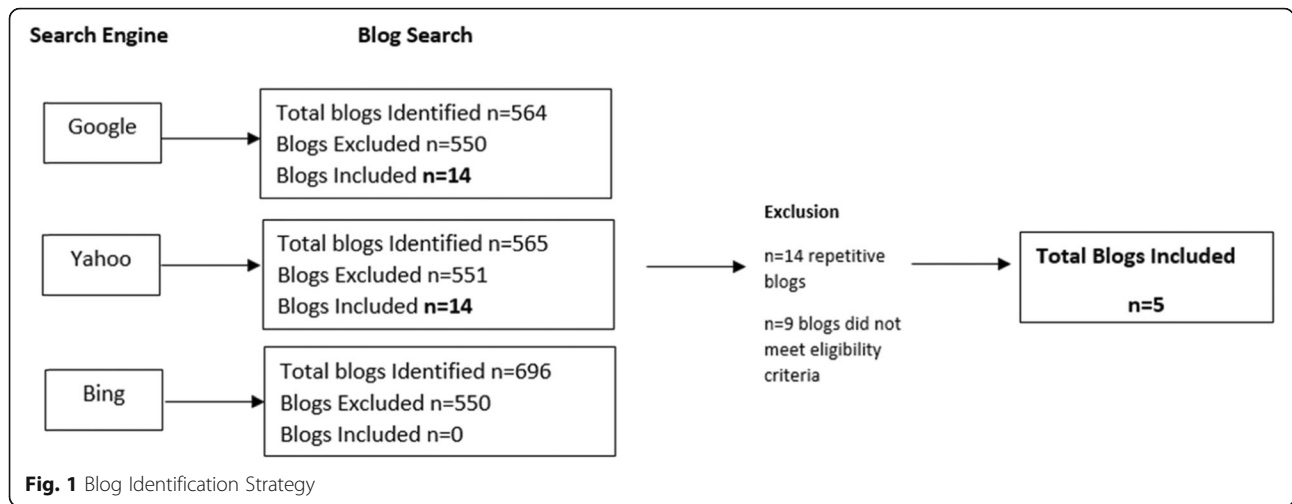 Search Engine
Blog Search
Google
Total blogs Identified n=564
Blogs Excluded n=550
Blogs Included n=14
Yahoo
Total blogs Identified n=565
Blogs Excluded n=551
Blogs Included n=14
Bing
Total blogs Identified n=696
Blogs Excluded n=550
Blogs Included n=0
Exclusion
n=14 repetitive
blogs
n=9 blogs did not
meet eligibility
criteria
Total Blogs Included
n=5
Fig. 1 Blog Identification Strategy